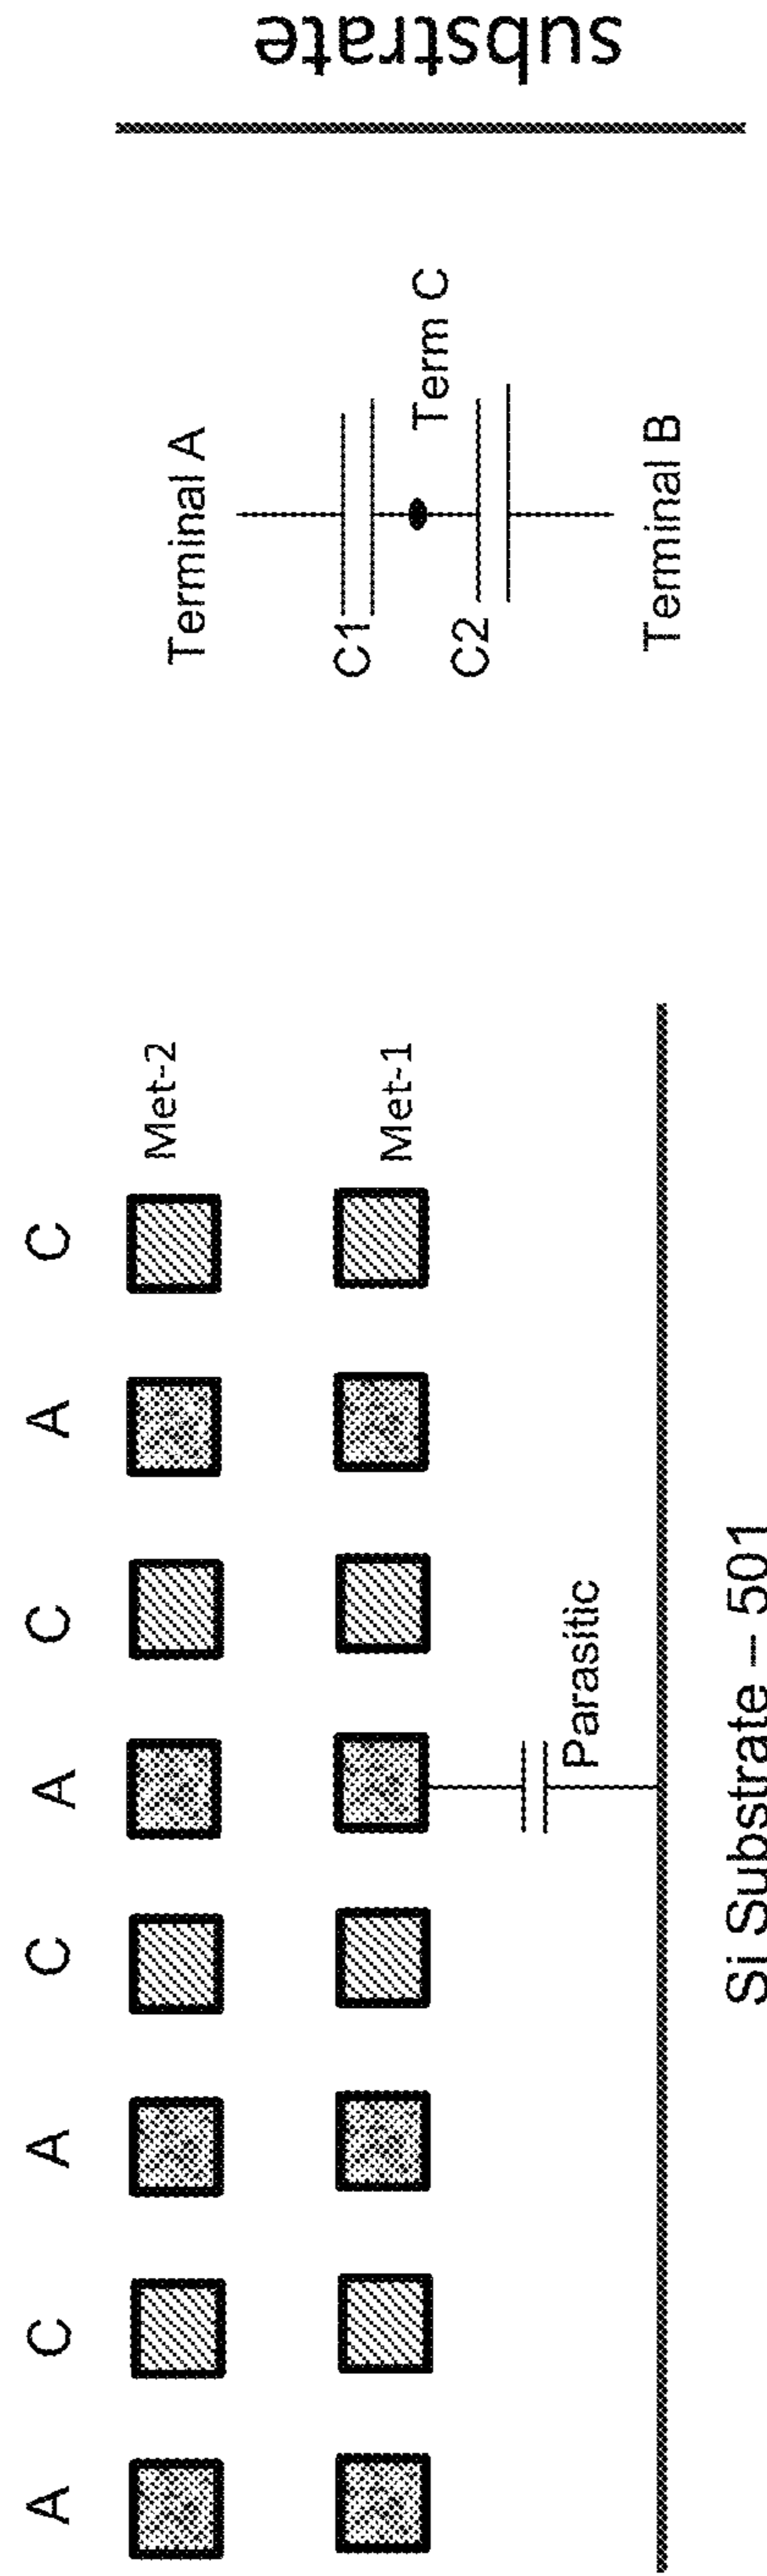 A C A C A C A C
Met-2
Met-1
Parasitic
Si Substrate – 501
Terminal A
C1
Term C
C2
Terminal B
substrate